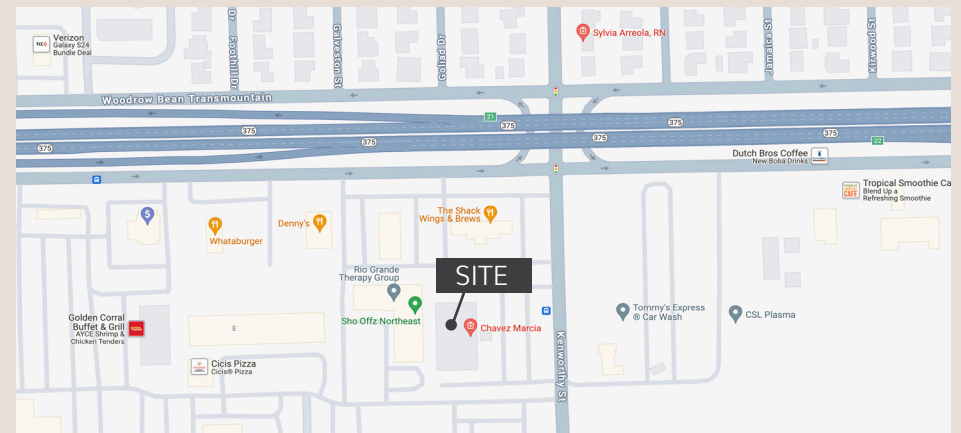 Verizon
Galaxy S24
Bundle Deal
Dr
Foothill Dr
Galveston St
Goliad Dr
Sylvia Arreola, RN
Jamaica St
Kirwood St
Woodrow Bean Transmountain
21
375
375
375
375
375
375
375
22
Dutch Bros Coffee
New Boba Drinks
Tropical Smoothie Ca
Blend Up a
Refreshing Smoothie
$
Whataburger
Denny's
The Shack
Wings & Brews
Rio Grande
Therapy Group
SITE
Sho Offz Northeast
Chavez Marcia
Tommy's Express
® Car Wash
CSL Plasma
Golden Corral
Buffet & Grill
AYCE Shrimp &
Chicken Tenders
E
Cicis Pizza
Cicis® Pizza
Kenworthy St